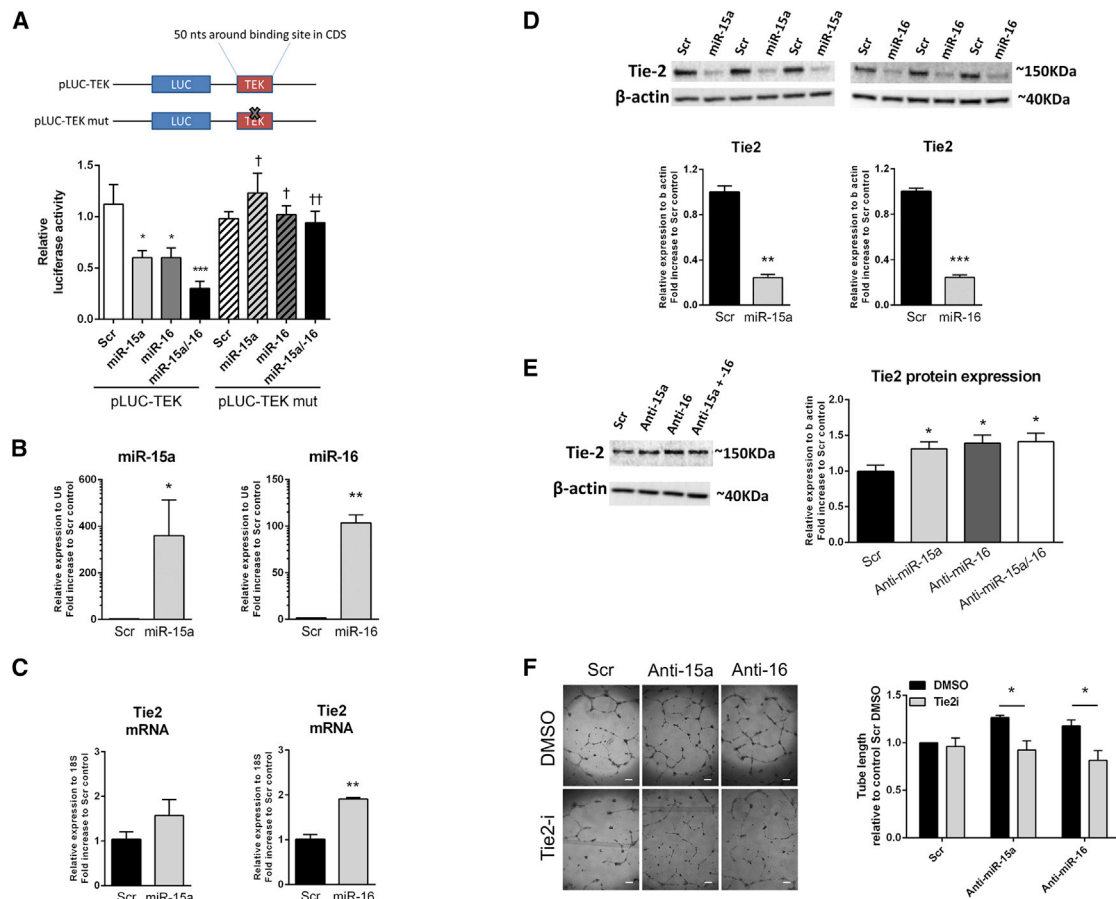 A
50 nts around binding site in CDS
pLUC-TEK
LUC
TEK
pLUC-TEK mut
LUC
TEK
Relative
luciferase activity
1.5
1.0
0.5
0.0
*
*
***
†
†
††
Scr
miR-15a
miR-16
miR-15a/-16
Scr
miR-15a
miR-16
miR-15a/-16
pLUC-TEK
pLUC-TEK mut
B
miR-15a
Relative expression to U6
Fold increase to Scr control
600
400
200
0
*
Scr
miR-15a
miR-16
Relative expression to U6
Fold increase to Scr control
150
100
50
0
**
Scr
miR-16
C
Tie2
mRNA
Relative expression to 18S
Fold increase to Scr control
3
2
1
0
Scr
miR-15a
Tie2
mRNA
Relative expression to 18S
Fold increase to Scr control
3
2
1
0
**
Scr
miR-16
D
Scr
miR-15a
Scr
miR-15a
Scr
miR-15a
Scr
miR-16
Scr
miR-16
Scr
miR-16
Tie-2
~150KDa
β-actin
~40KDa
Tie2
Relative expression to b actin
Fold increase to Scr control
1.2
0.8
0.4
0.0
**
Scr
miR-15a
Tie2
Relative expression to b actin
Fold increase to Scr control
1.2
0.8
0.4
0.0
***
Scr
miR-16
E
Scr
Anti-15a
Anti-16
Anti-15a + -16
Tie-2
~150KDa
β-actin
~40KDa
Tie2 protein expression
Relative expression to b actin
Fold increase to Scr control
2.0
1.5
1.0
0.5
0.0
*
*
*
Scr
Anti-miR-15a
Anti-miR-16
Anti-miR-15a/-16
F
Scr
Anti-15a
Anti-16
DMSO
Tie2-i
Tube length
relative to control Scr DMSO
1.5
1.0
0.5
0.0
DMSO
Tie2i
*
*
Scr
Anti-miR-15a
Anti-miR-16